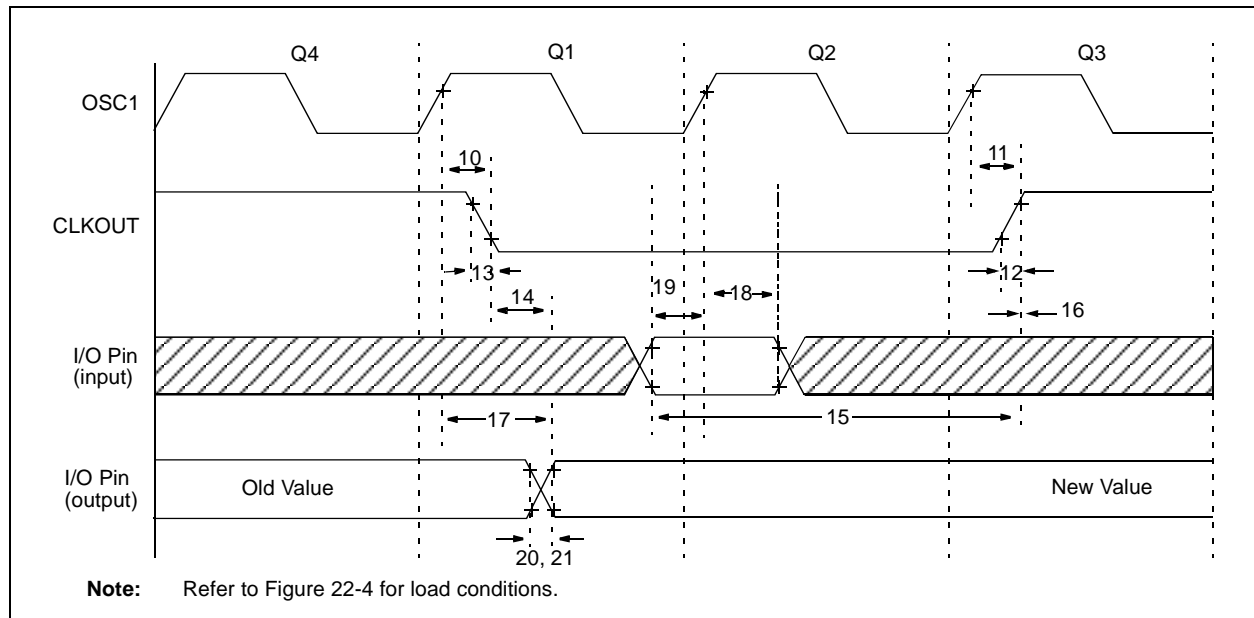 Q4 Q1 Q2 Q3
OSC1
10 11
CLKOUT
13 12
14 19 18 16
I/O Pin
(input)
17 15
I/O Pin
(output)
Old Value New Value
20, 21
Note: Refer to Figure 22-4 for load conditions.